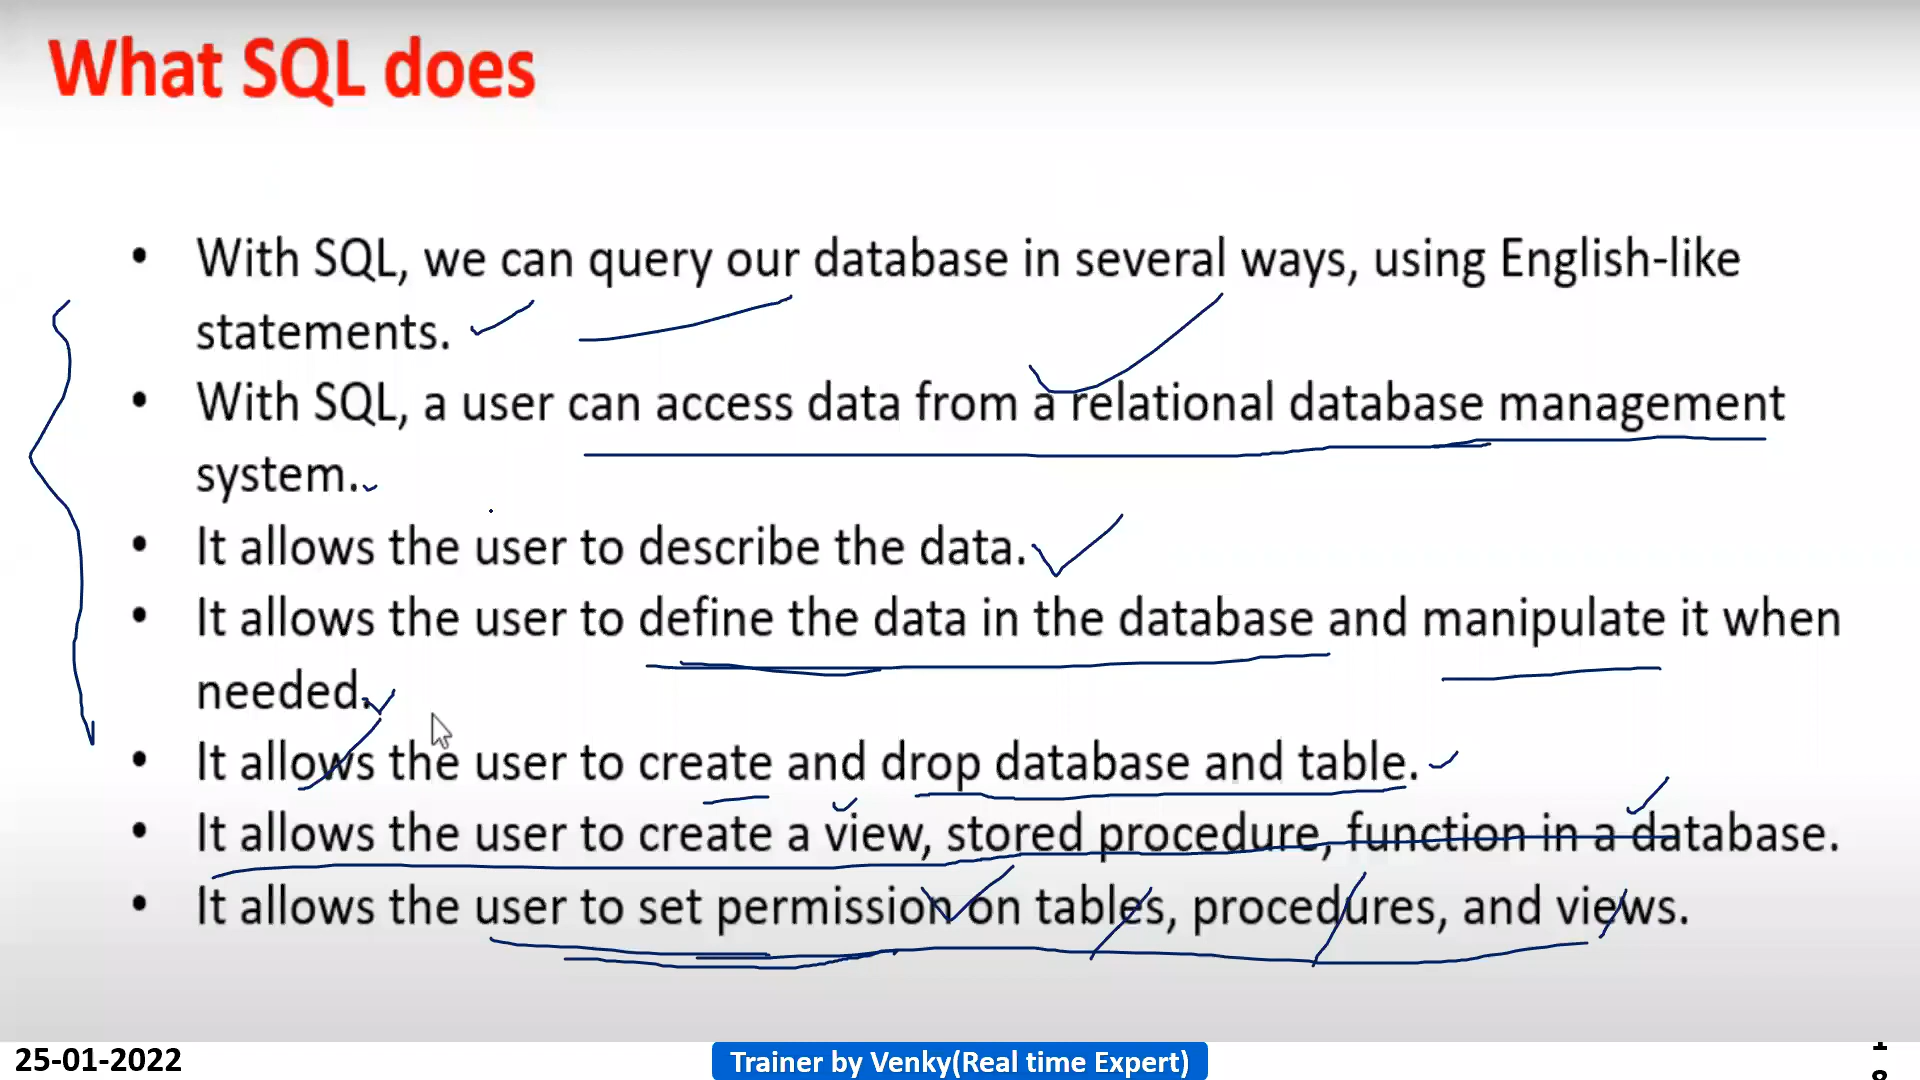 What SQL does
• With SQL, we can query our database in several ways, using English-like
statements.
• With SQL, a user can access data from a relational database management
system.
• It allows the user to describe the data.
• It allows the user to define the data in the database and manipulate it when
needed.
• It allows the user to create and drop database and table.
• It allows the user to create a view, stored procedure, function in a database.
• It allows the user to set permission on tables, procedures, and views.
25-01-2022
Trainer by Venky(Real time Expert)
1
8